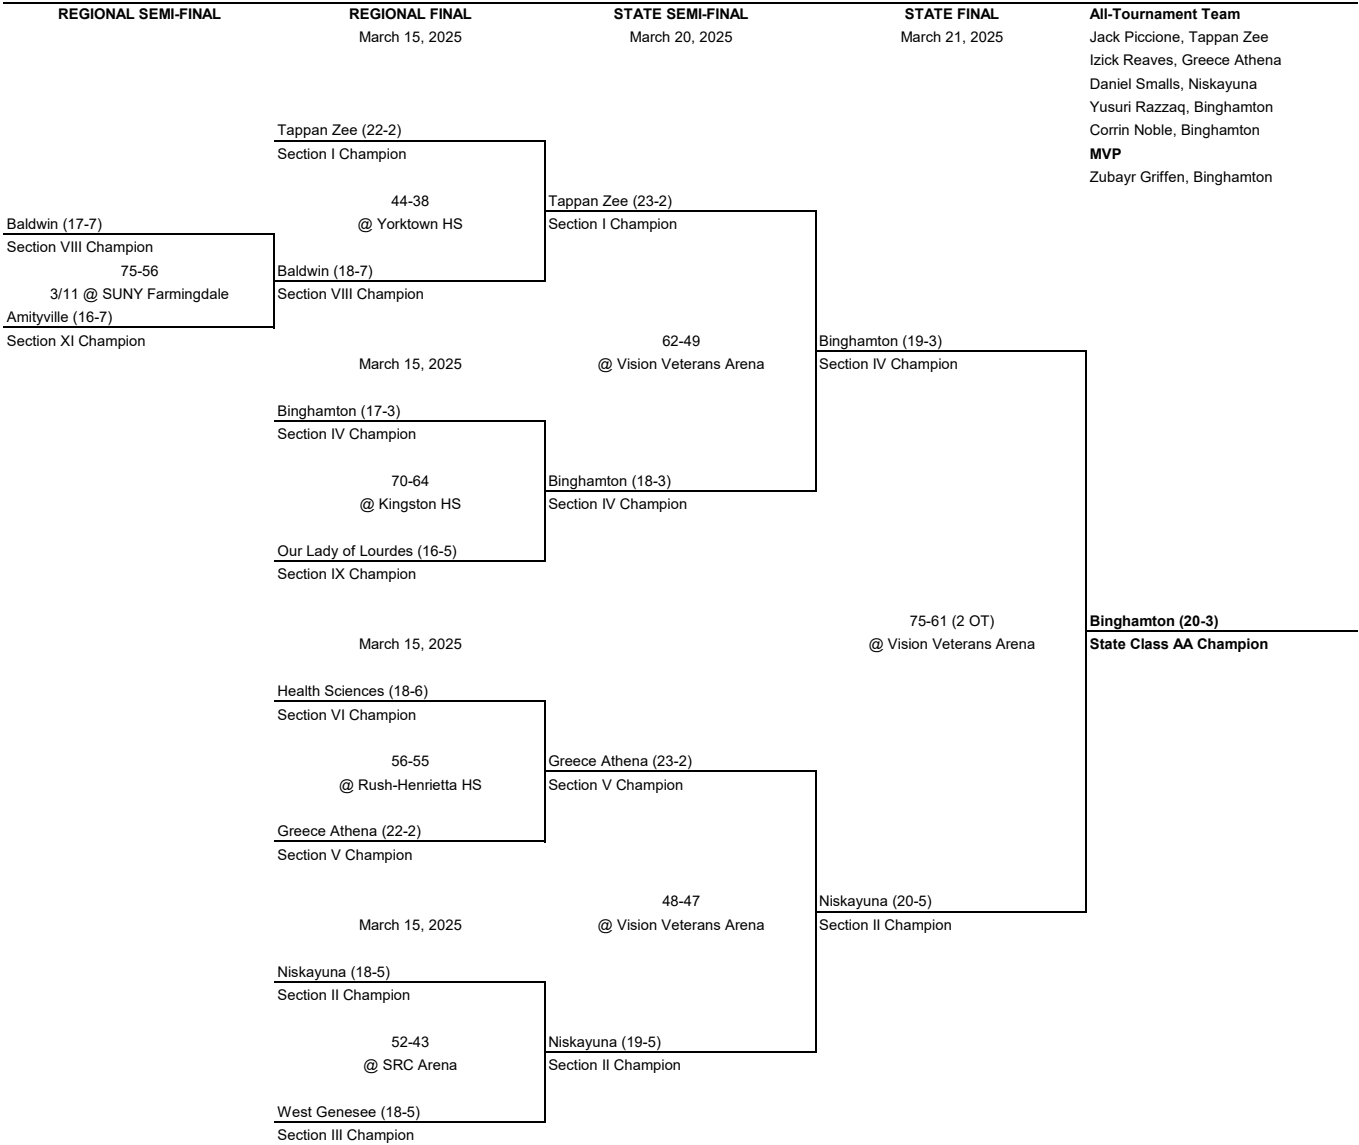 REGIONAL SEMI-FINAL
REGIONAL FINAL
STATE SEMI-FINAL
STATE FINAL
All-Tournament Team
March 15, 2025
March 20, 2025
March 21, 2025
Jack Piccione, Tappan Zee
Izick Reaves, Greece Athena
Daniel Smalls, Niskayuna
Yusuri Razzaq, Binghamton
Corrin Noble, Binghamton
MVP
Zubayr Griffen, Binghamton
Baldwin (17-7)
Section VIII Champion
75-56
3/11 @ SUNY Farmingdale
Amityville (16-7)
Section XI Champion
Tappan Zee (22-2)
Section I Champion
44-38
@ Yorktown HS
Baldwin (18-7)
Section VIII Champion
March 15, 2025
Binghamton (17-3)
Section IV Champion
70-64
@ Kingston HS
Our Lady of Lourdes (16-5)
Section IX Champion
March 15, 2025
Health Sciences (18-6)
Section VI Champion
56-55
@ Rush-Henrietta HS
Greece Athena (22-2)
Section V Champion
March 15, 2025
Niskayuna (18-5)
Section II Champion
52-43
@ SRC Arena
West Genesee (18-5)
Section III Champion
Tappan Zee (23-2)
Section I Champion
62-49
@ Vision Veterans Arena
Binghamton (18-3)
Section IV Champion
Greece Athena (23-2)
Section V Champion
48-47
@ Vision Veterans Arena
Niskayuna (19-5)
Section II Champion
Binghamton (19-3)
Section IV Champion
75-61 (2 OT)
@ Vision Veterans Arena
Niskayuna (20-5)
Section II Champion
Binghamton (20-3)
State Class AA Champion